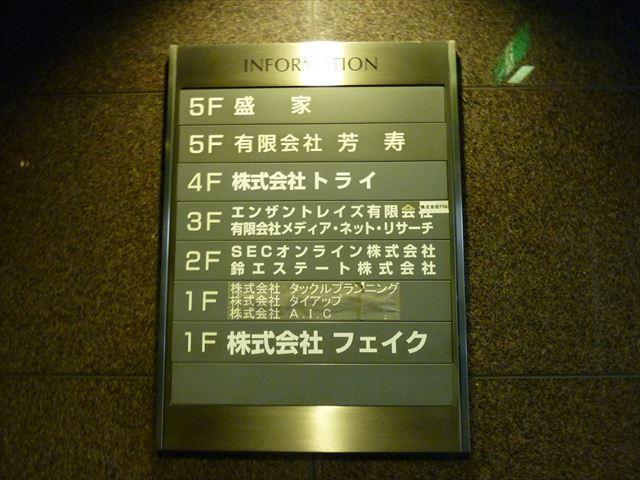 INFORMATION
5F 盛 家
5F 有限会社 芳 寿
4F 株式会社トライ
3F エンザントレイズ有限会社
有限会社メディア・ネット・リサーチ
2F SECオンライン株式会社
鈴エステート株式会社
1F 株式会社 タックルプランニング
株式会社 タイアップ
株式会社 A.I.C
1F 株式会社 フェイク